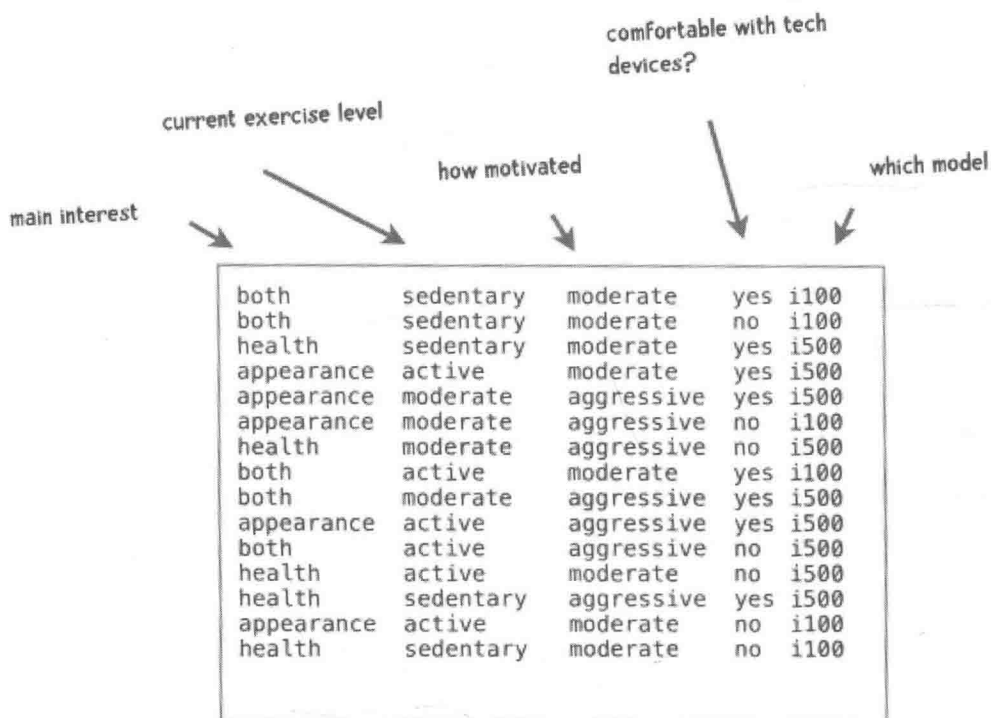 comfortable with tech
devices?
current exercise level
how motivated
which model
main interest
both sedentary moderate yes i100
both sedentary moderate no i100
health sedentary moderate yes i500
appearance active moderate yes i500
appearance moderate aggressive yes i500
appearance moderate aggressive no i100
health moderate aggressive no i500
both active moderate yes i100
both moderate aggressive yes i500
appearance active aggressive yes i500
both active aggressive no i500
health active moderate no i500
health sedentary aggressive yes i500
appearance active moderate no i100
health sedentary moderate no i100